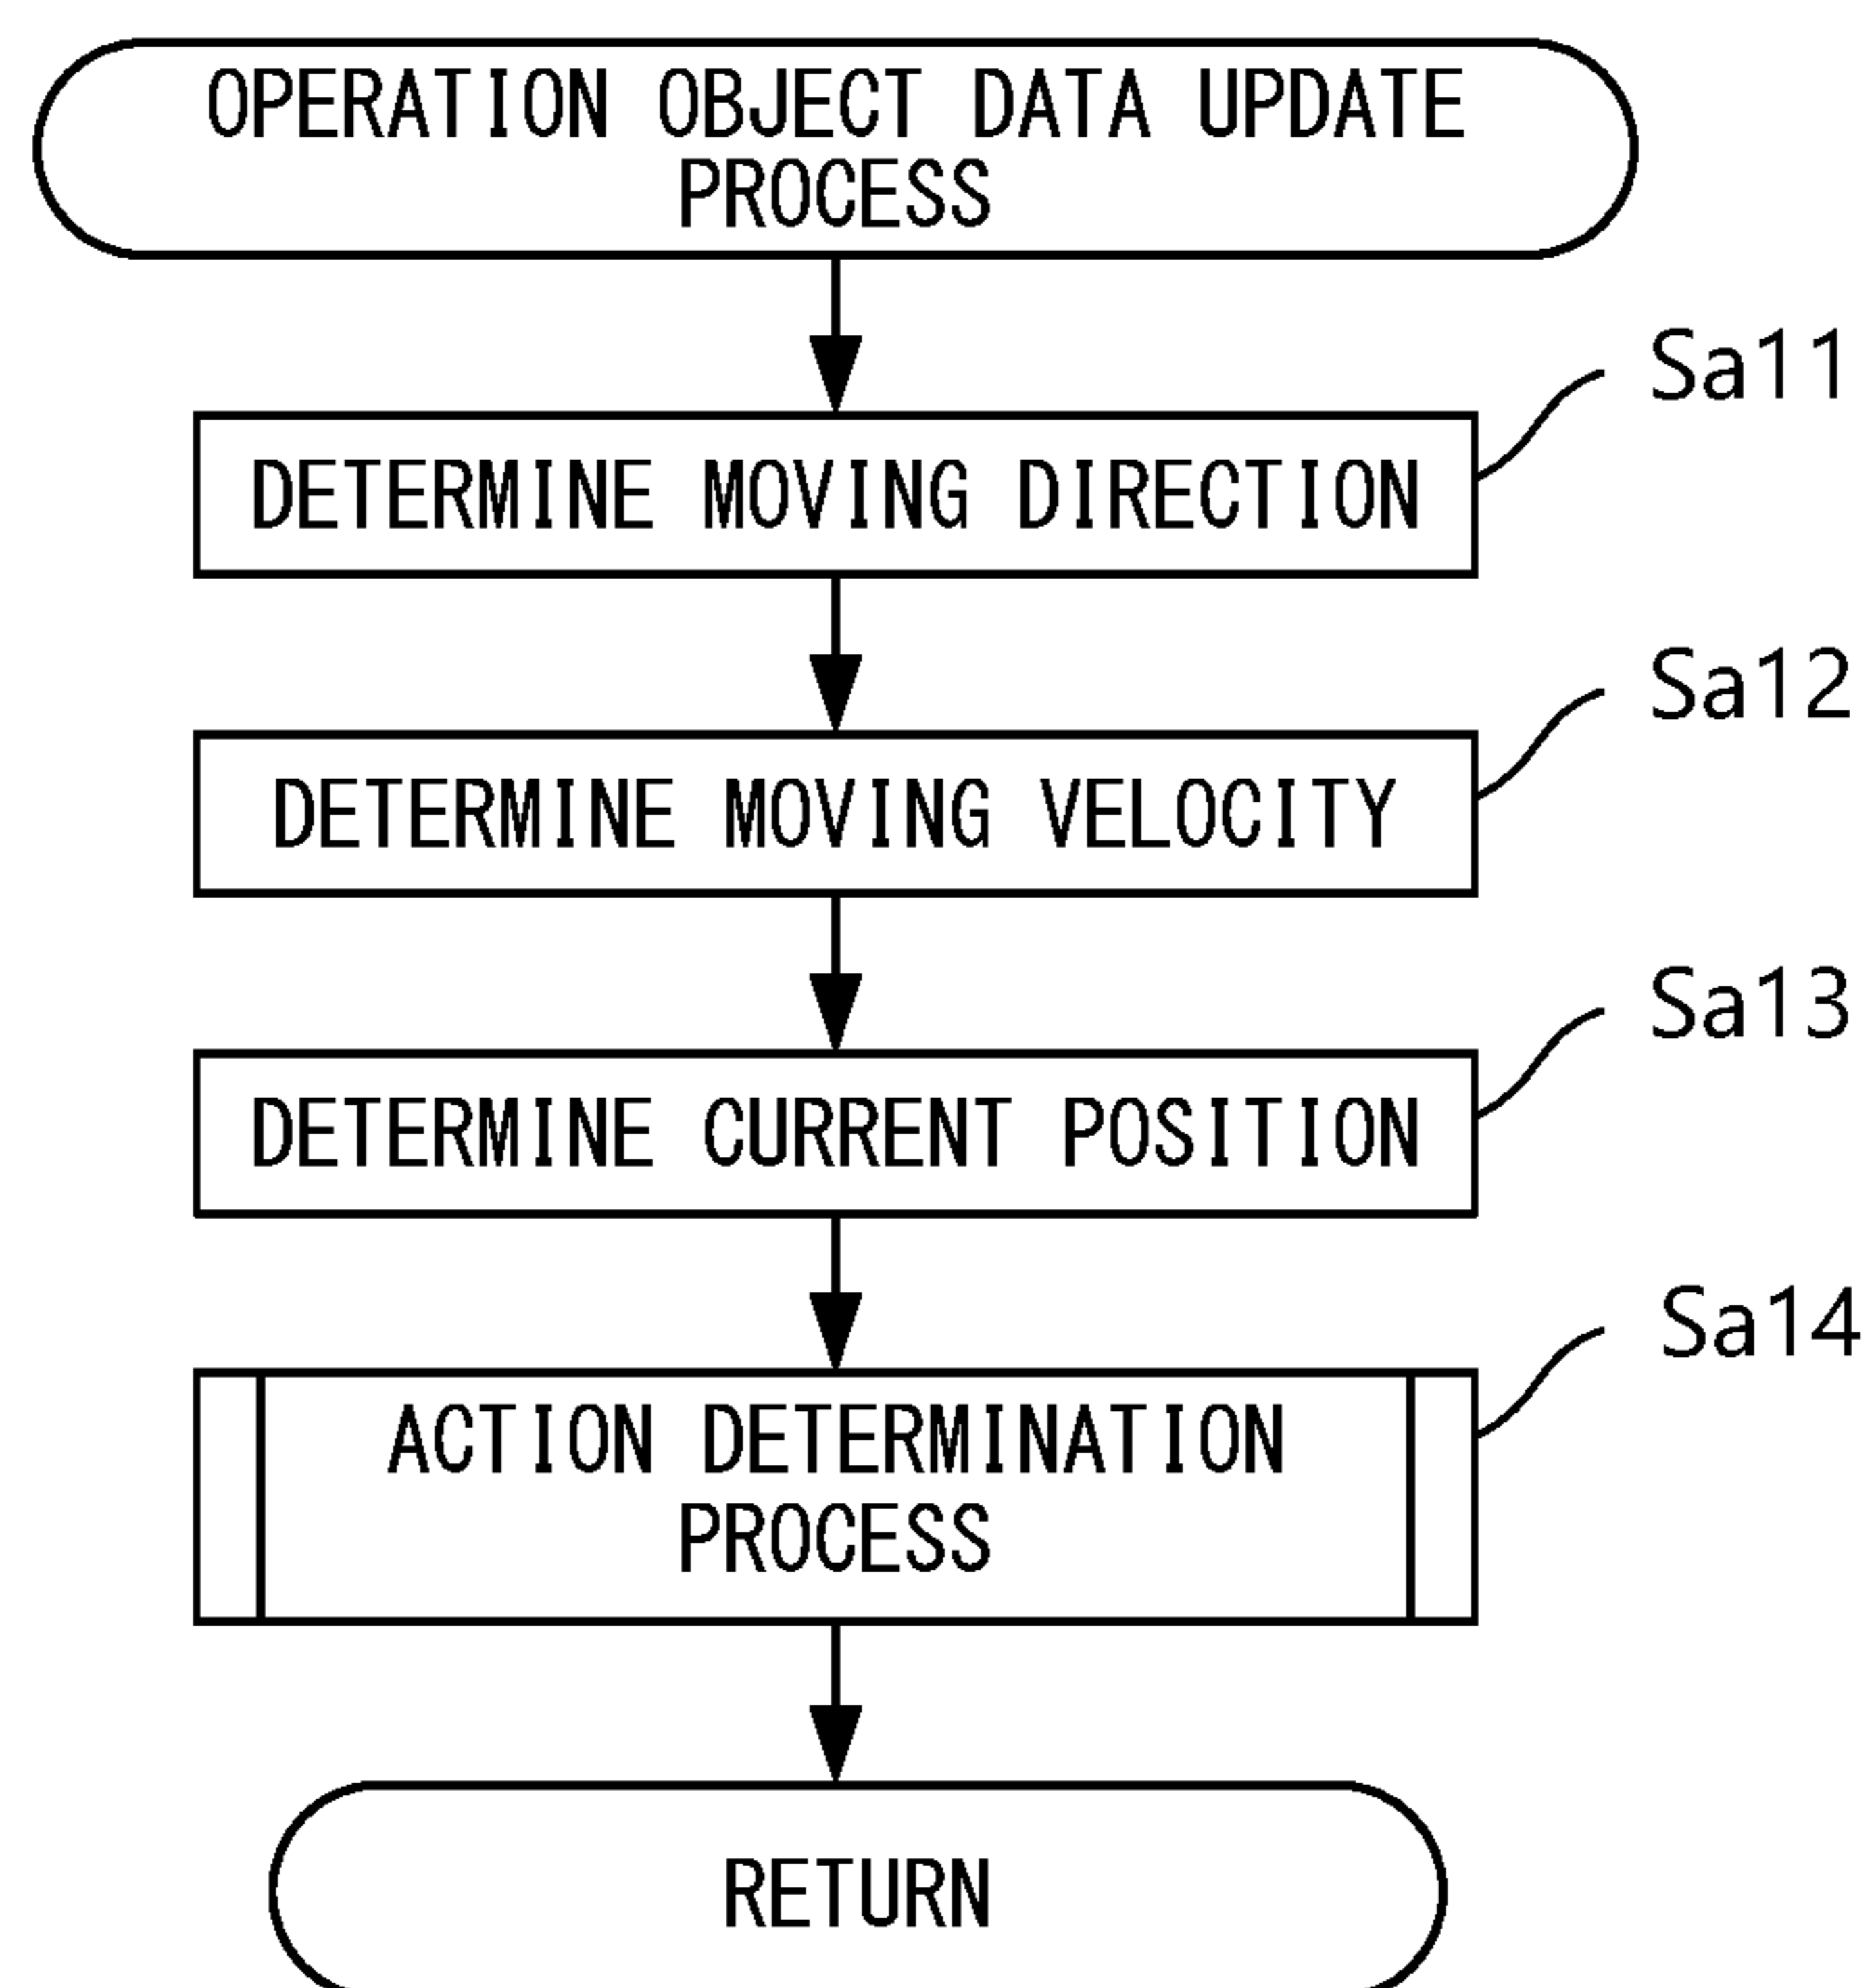 OPERATION OBJECT DATA UPDATE
PROCESS
Sa11
DETERMINE MOVING DIRECTION
Sa12
DETERMINE MOVING VELOCITY
Sa13
DETERMINE CURRENT POSITION
Sa14
ACTION DETERMINATION
PROCESS
RETURN